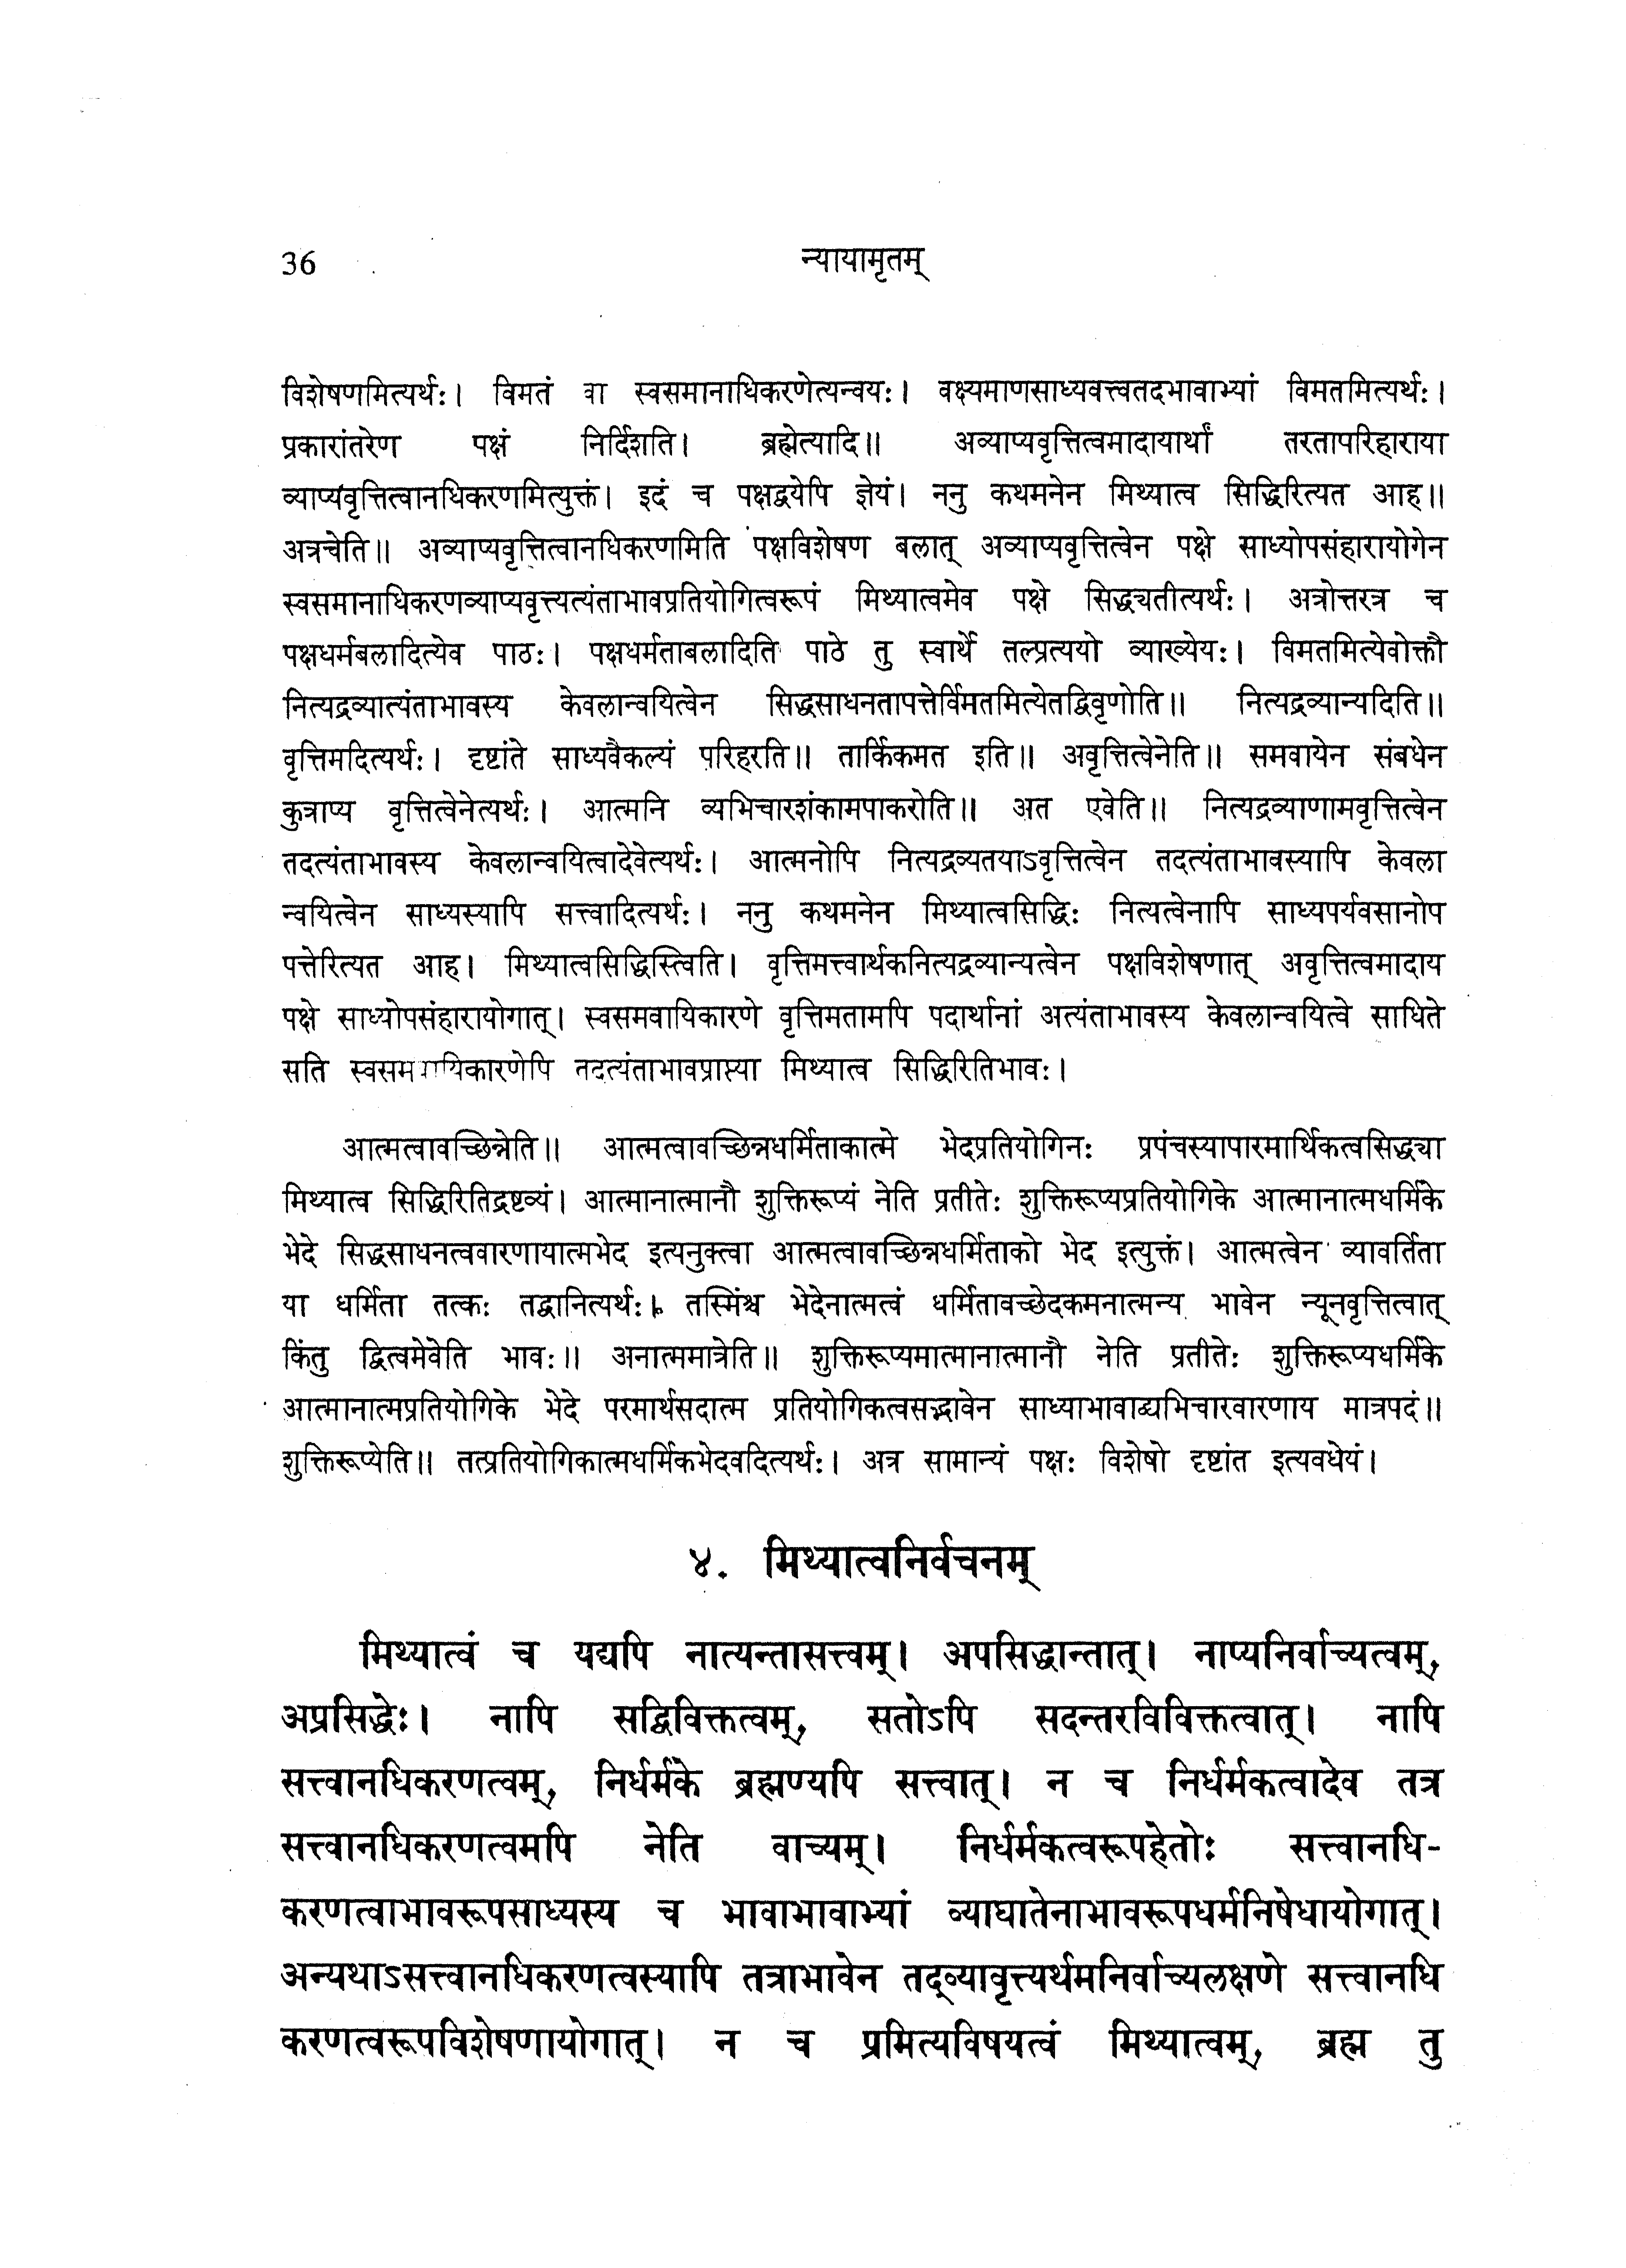 36 न्यायामृतम्
विशेषणमित्यर्थः। विमतं वा स्वसमानाधिकरणेत्यन्वयः। वक्ष्यमाणसाध्यवत्त्वतदभावाभ्यां विमतमित्यर्थः।
प्रकारांतरेण पक्षं निर्दिशति। ब्रह्मेत्यादि॥ अव्याप्यवृत्तित्वमादायार्थां तरतापरिहाराया
व्याप्यवृत्तित्वानधिकरणमित्युक्तं। इदं च पक्षद्वयेपि ज्ञेयं। ननु कथमनेन मिथ्यात्व सिद्धिरित्यत आह॥
अत्रचेति॥ अव्याप्यवृत्तित्वानधिकरणमिति पक्षविशेषण बलात् अव्याप्यवृत्तित्वेन पक्षे साध्योपसंहारायोगेन
स्वसमानाधिकरणव्याप्यवृत्त्यत्यंताभावप्रतियोगित्वरूपं मिथ्यात्वमेव पक्षे सिद्ध्यतीत्यर्थः। अत्रोत्तरत्र च
पक्षधर्मबलादित्येव पाठः। पक्षधर्मताबलादिति पाठे तु स्वार्थे तल्प्रत्ययो व्याख्येयः। विमतमित्येवोक्तौ
नित्यद्रव्यात्यंताभावस्य केवलान्वयित्वेन सिद्धसाधनतापत्तेर्विमतमित्येतद्विवृणोति॥ नित्यद्रव्यान्यदिति॥
वृत्तिमदित्यर्थः। दृष्टांते साध्यवैकल्यं परिहरति॥ तार्किकमत इति॥ अवृत्तित्वेनेति॥ समवायेन संबधेन
कुत्राप्य वृत्तित्वेनेत्यर्थः। आत्मनि व्यभिचारशंकामपाकरोति॥ अत एवेति॥ नित्यद्रव्याणामवृत्तित्वेन
तदत्यंताभावस्य केवलान्वयित्वादेवेत्यर्थः। आत्मनोपि नित्यद्रव्यतयाऽवृत्तित्वेन तदत्यंताभावस्यापि केवला
न्वयित्वेन साध्यस्यापि सत्त्वादित्यर्थः। ननु कथमनेन मिथ्यात्वसिद्धिः नित्यत्वेनापि साध्यपर्यवसानोप
पत्तेरित्यत आह। मिथ्यात्वसिद्धिस्त्विति। वृत्तिमत्त्वार्थकनित्यद्रव्यान्यत्वेन पक्षविशेषणात् अवृत्तित्वमादाय
पक्षे साध्योपसंहारायोगात्। स्वसमवायिकारणे वृत्तिमतामपि पदार्थानां अत्यंताभावस्य केवलान्वयित्वे साधिते
सति स्वसमवायिकारणेपि तदत्यंताभावप्राप्त्या मिथ्यात्व सिद्धिरितिभावः।
आत्मत्वावच्छिन्नेति॥ आत्मत्वावच्छिन्नधर्मिताकात्मे भेदप्रतियोगिनः प्रपंचस्यापारमार्थिकत्वसिद्ध्या
मिथ्यात्व सिद्धिरितिद्रष्टव्यं। आत्मानात्मानौ शुक्तिरूप्यं नेति प्रतीतेः शुक्तिरूप्यप्रतियोगिके आत्मानात्मधर्मिके
भेदे सिद्धसाधनत्ववारणायात्मभेद इत्यनुक्त्वा आत्मत्वावच्छिन्नधर्मिताको भेद इत्युक्तं। आत्मत्वेन व्यावर्तिता
या धर्मिता तत्कः तद्वानित्यर्थः। तस्मिंश्च भेदेनात्मत्वं धर्मितावच्छेदकमनात्मन्य भावेन न्यूनवृत्तित्वात्
किंतु द्वित्वमेवेति भावः॥ अनात्ममात्रेति॥ शुक्तिरूप्यमात्मानात्मानौ नेति प्रतीतेः शुक्तिरूप्यधर्मिके
आत्मानात्मप्रतियोगिके भेदे परमार्थसदात्म प्रतियोगिकत्वसद्भावेन साध्याभावाद्व्यभिचारवारणाय मात्रपदं॥
शुक्तिरूप्येति॥ तत्प्रतियोगिकात्मधर्मिकभेदवदित्यर्थः। अत्र सामान्यं पक्षः विशेषो दृष्टांत इत्यवधेयं।
४. मिथ्यात्वनिर्वचनम्
मिथ्यात्वं च यद्यपि नात्यन्तासत्त्वम्। अपसिद्धान्तात्। नाप्यनिर्वाच्यत्वम्,
अप्रसिद्धेः। नापि सद्विविक्तत्वम्, सतोऽपि सदन्तरविविक्तत्वात्। नापि
सत्त्वानधिकरणत्वम्, निर्धर्मके ब्रह्मण्यपि सत्त्वात्। न च निर्धर्मकत्वादेव तत्र
सत्त्वानधिकरणत्वमपि नेति वाच्यम्। निर्धर्मकत्वरूपहेतोः सत्त्वानधि-
करणत्वाभावरूपसाध्यस्य च भावाभावाभ्यां व्याघातेनाभावरूपधर्मनिषेधायोगात्।
अन्यथाऽसत्त्वानधिकरणत्वस्यापि तत्राभावेन तद्व्यावृत्त्यर्थमनिर्वाच्यलक्षणे सत्त्वानधि
करणत्वरूपविशेषणायोगात्। न च प्रमित्यविषयत्वं मिथ्यात्वम्, ब्रह्म तु